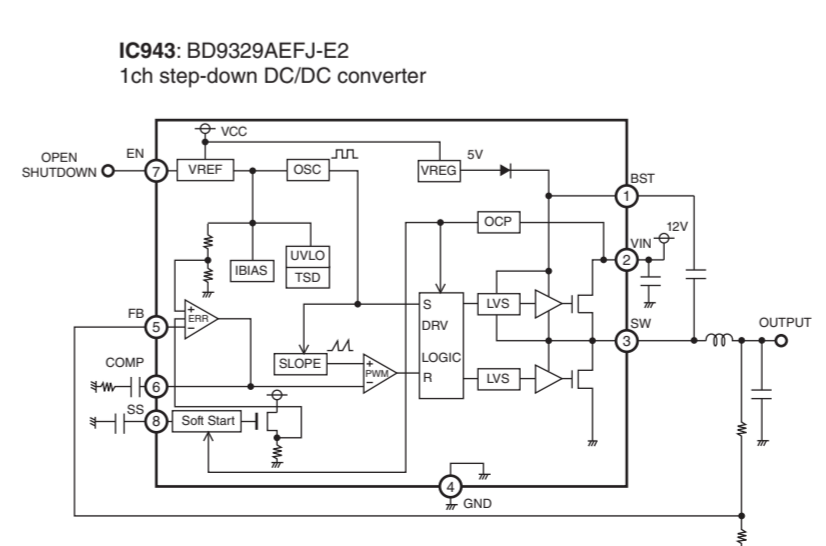 IC943: BD9329AEFJ-E2
1ch step-down DC/DC converter
VCC
EN
OPEN
SHUTDOWN
7
VREF
OSC
VREG
5V
BST
1
OCP
12V
VIN
2
IBIAS
UVLO
TSD
FB
5
+
ERR
−
S
DRV
LOGIC
R
LVS
SW
3
OUTPUT
COMP
6
SLOPE
+
PWM
−
LVS
SS
8
Soft Start
4
GND